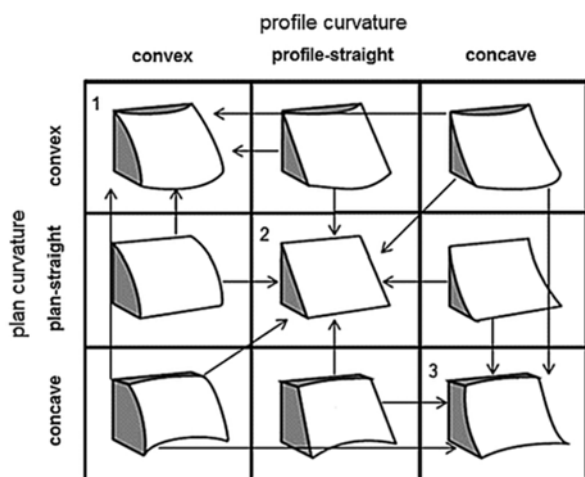 profile curvature
convex profile-straight concave
1
convex
plan curvature
2
plan-straight
3
concave